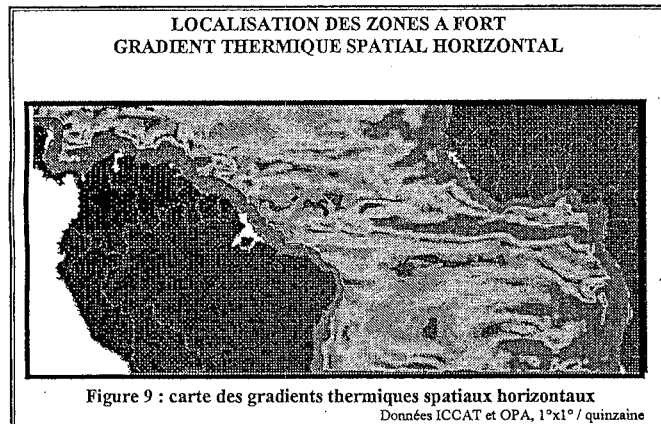 LOCALISATION DES ZONES A FORT
GRADIENT THERMIQUE SPATIAL HORIZONTAL
Figure 9 : carte des gradients thermiques spatiaux horizontaux
Données ICCAT et OPA, 1°x1° / quinzaine